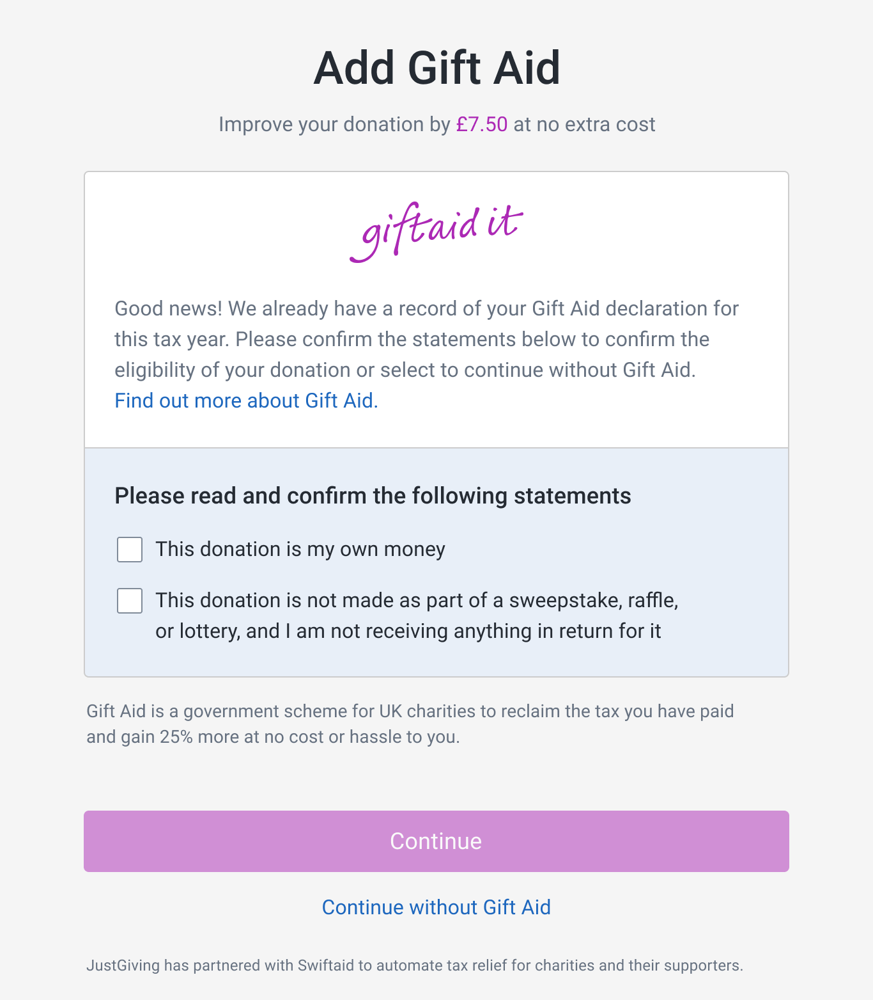 Add Gift Aid
Improve your donation by £7.50 at no extra cost
giftaid it
Good news! We already have a record of your Gift Aid declaration for
this tax year. Please confirm the statements below to confirm the
eligibility of your donation or select to continue without Gift Aid.
Find out more about Gift Aid.
Please read and confirm the following statements
This donation is my own money
This donation is not made as part of a sweepstake, raffle,
or lottery, and I am not receiving anything in return for it
Gift Aid is a government scheme for UK charities to reclaim the tax you have paid
and gain 25% more at no cost or hassle to you.
Continue
Continue without Gift Aid
JustGiving has partnered with Swiftaid to automate tax relief for charities and their supporters.